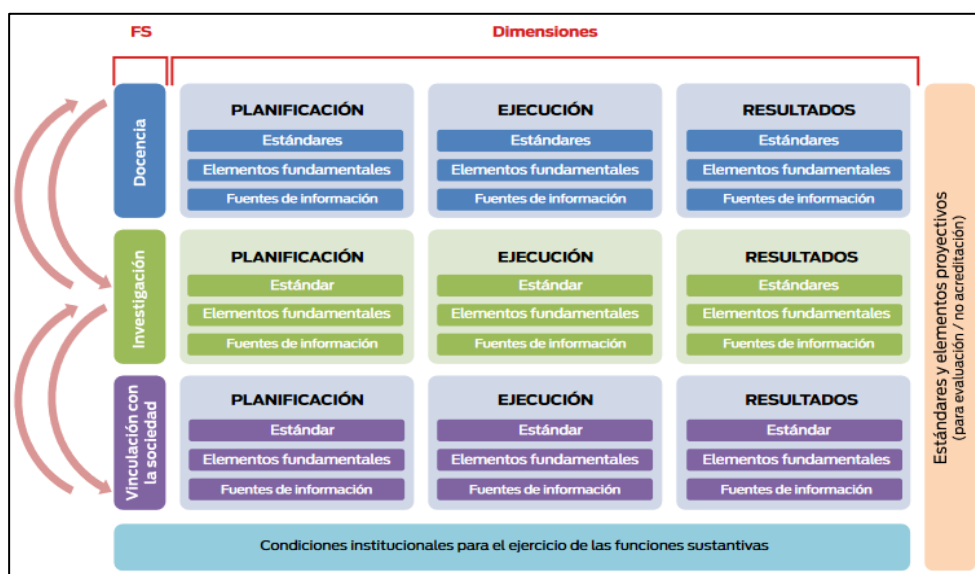 FS
Dimensiones
Docencia
PLANIFICACIÓN
Estándares
Elementos fundamentales
Fuentes de información
EJECUCIÓN
Estándares
Elementos fundamentales
Fuentes de información
RESULTADOS
Estándares
Elementos fundamentales
Fuentes de información
Investigación
PLANIFICACIÓN
Estándar
Elementos fundamentales
Fuentes de información
EJECUCIÓN
Estándar
Elementos fundamentales
Fuentes de información
RESULTADOS
Estándares
Elementos fundamentales
Fuentes de información
Vinculación con
la sociedad
PLANIFICACIÓN
Estándar
Elementos fundamentales
Fuentes de información
EJECUCIÓN
Estándar
Elementos fundamentales
Fuentes de información
RESULTADOS
Estándar
Elementos fundamentales
Fuentes de información
Condiciones institucionales para el ejercicio de las funciones sustantivas
Estándares y elementos proyectivos
(para evaluación / no acreditación)